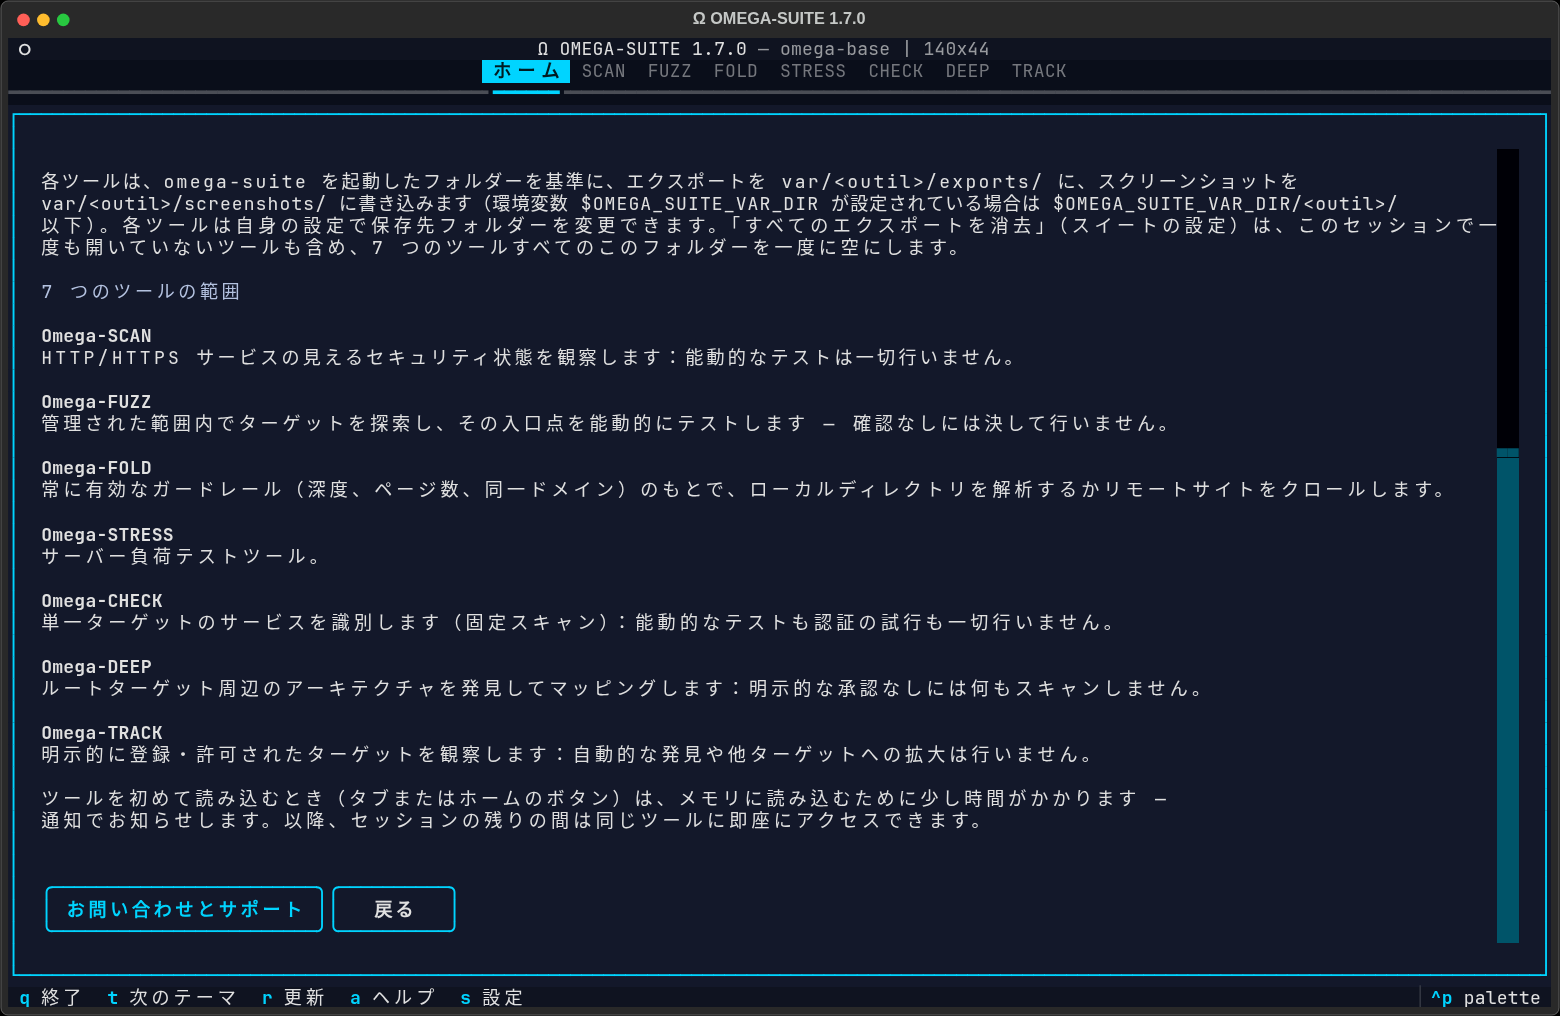 Ω OMEGA-SUITE 1.7.0
Ω OMEGA-SUITE 1.7.0 — omega-base | 140x44
ホーム SCAN FUZZ FOLD STRESS CHECK DEEP TRACK
各ツールは、omega-suite を起動したフォルダーを基準に、エクスポートを var/<outil>/exports/ に、スクリーンショットを
var/<outil>/screenshots/ に書き込みます（環境変数 $OMEGA_SUITE_VAR_DIR が設定されている場合は $OMEGA_SUITE_VAR_DIR/<outil>/
以下）。各ツールは自身の設定で保存先フォルダーを変更できます。「すべてのエクスポートを消去」（スイートの設定）は、このセッションで一
度も開いていないツールも含め、7 つのツールすべてのこのフォルダーを一度に空にします。
7 つのツールの範囲
Omega-SCAN
HTTP/HTTPS サービスの見えるセキュリティ状態を観察します：能動的なテストは一切行いません。
Omega-FUZZ
管理された範囲内でターゲットを探索し、その入口点を能動的にテストします — 確認なしには決して行いません。
Omega-FOLD
常に有効なガードレール（深度、ページ数、同一ドメイン）のもとで、ローカルディレクトリを解析するかリモートサイトをクロールします。
Omega-STRESS
サーバー負荷テストツール。
Omega-CHECK
単一ターゲットのサービスを識別します（固定スキャン）：能動的なテストも認証の試行も一切行いません。
Omega-DEEP
ルートターゲット周辺のアーキテクチャを発見してマッピングします：明示的な承認なしには何もスキャンしません。
Omega-TRACK
明示的に登録・許可されたターゲットを観察します：自動的な発見や他ターゲットへの拡大は行いません。
ツールを初めて読み込むとき（タブまたはホームのボタン）は、メモリに読み込むために少し時間がかかります —
通知でお知らせします。以降、セッションの残りの間は同じツールに即座にアクセスできます。
お問い合わせとサポート 戻る
q 終了 t 次のテーマ r 更新 a ヘルプ s 設定 ^p palette